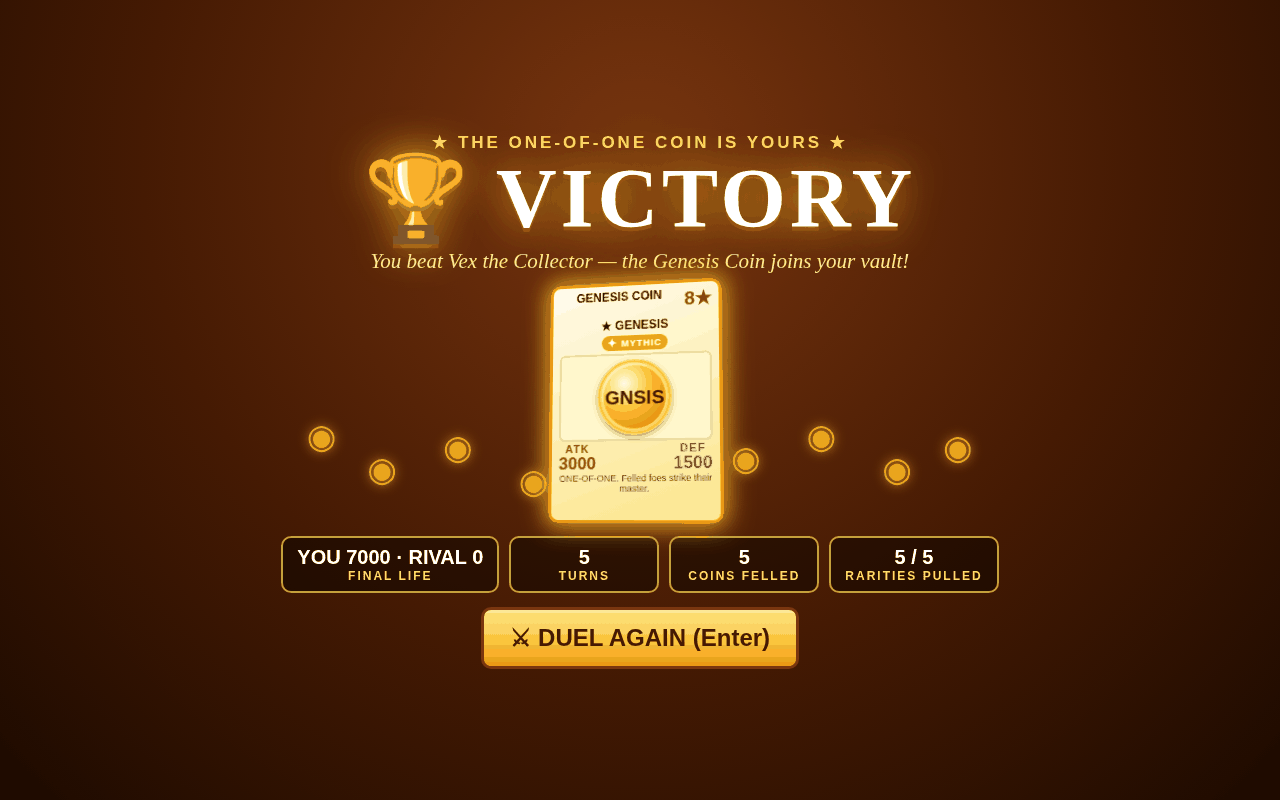 ★ THE ONE-OF-ONE COIN IS YOURS ★
VICTORY
You beat Vex the Collector — the Genesis Coin joins your vault!
GENESIS COIN 8★
★ GENESIS
✦ MYTHIC
GNSIS
ATK DEF
3000 1500
ONE-OF-ONE. Felled foes strike their
master.
YOU 7000 · RIVAL 0 5 5 5 / 5
FINAL LIFE TURNS COINS FELLED RARITIES PULLED
⚔ DUEL AGAIN (Enter)